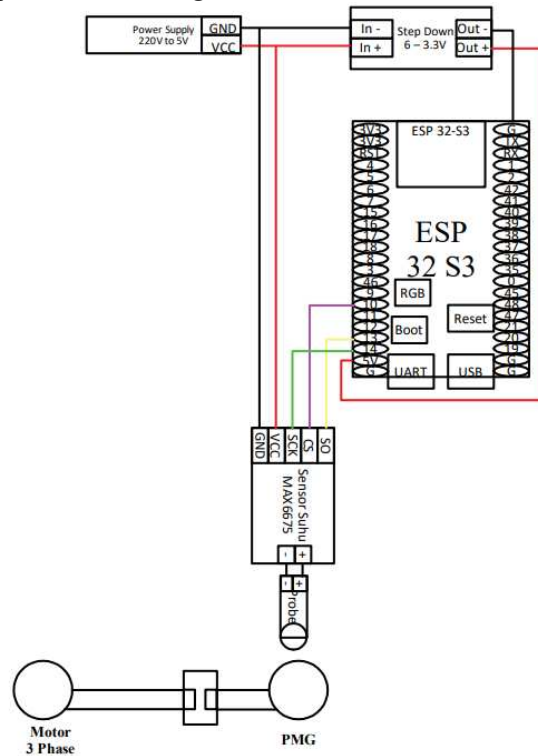 Power Supply
220V to 5V
GND
VCC
In -
In +
Step Down
6 – 3.3V
Out -
Out +
ESP 32-S3
3V3
3V3
RST
4
5
6
7
15
16
17
18
8
3
46
9
10
11
12
13
14
5V
G
G
TX
RX
1
2
42
41
40
39
38
37
36
35
0
45
48
47
21
20
19
G
G
ESP
32 S3
RGB
Boot
Reset
UART
USB
GND
VCC
SCK
CS
SO
Sensor Suhu
MAX6675
- +
- +
Probe
Motor
3 Phase
PMG